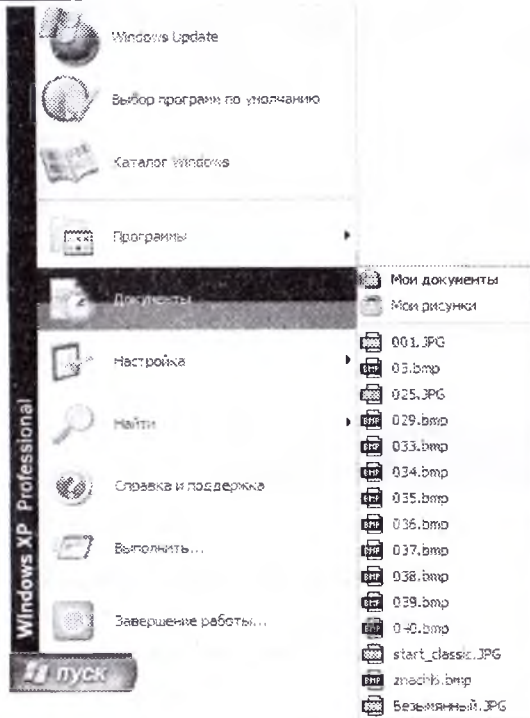 Windows Update
Выбор программ по умолчанию
Каталог Windows
Программы
Документы
Настройка
Найти
Справка и поддержка
Выполнить...
Завершение работы...
Windows XP Professional
пуск
Мои документы
Мои рисунки
001.JPG
03.bmp
025.JPG
029.bmp
033.bmp
034.bmp
035.bmp
036.bmp
037.bmp
038.bmp
039.bmp
040.bmp
start_classic.JPG
znachki.bmp
Безымянный.JPG